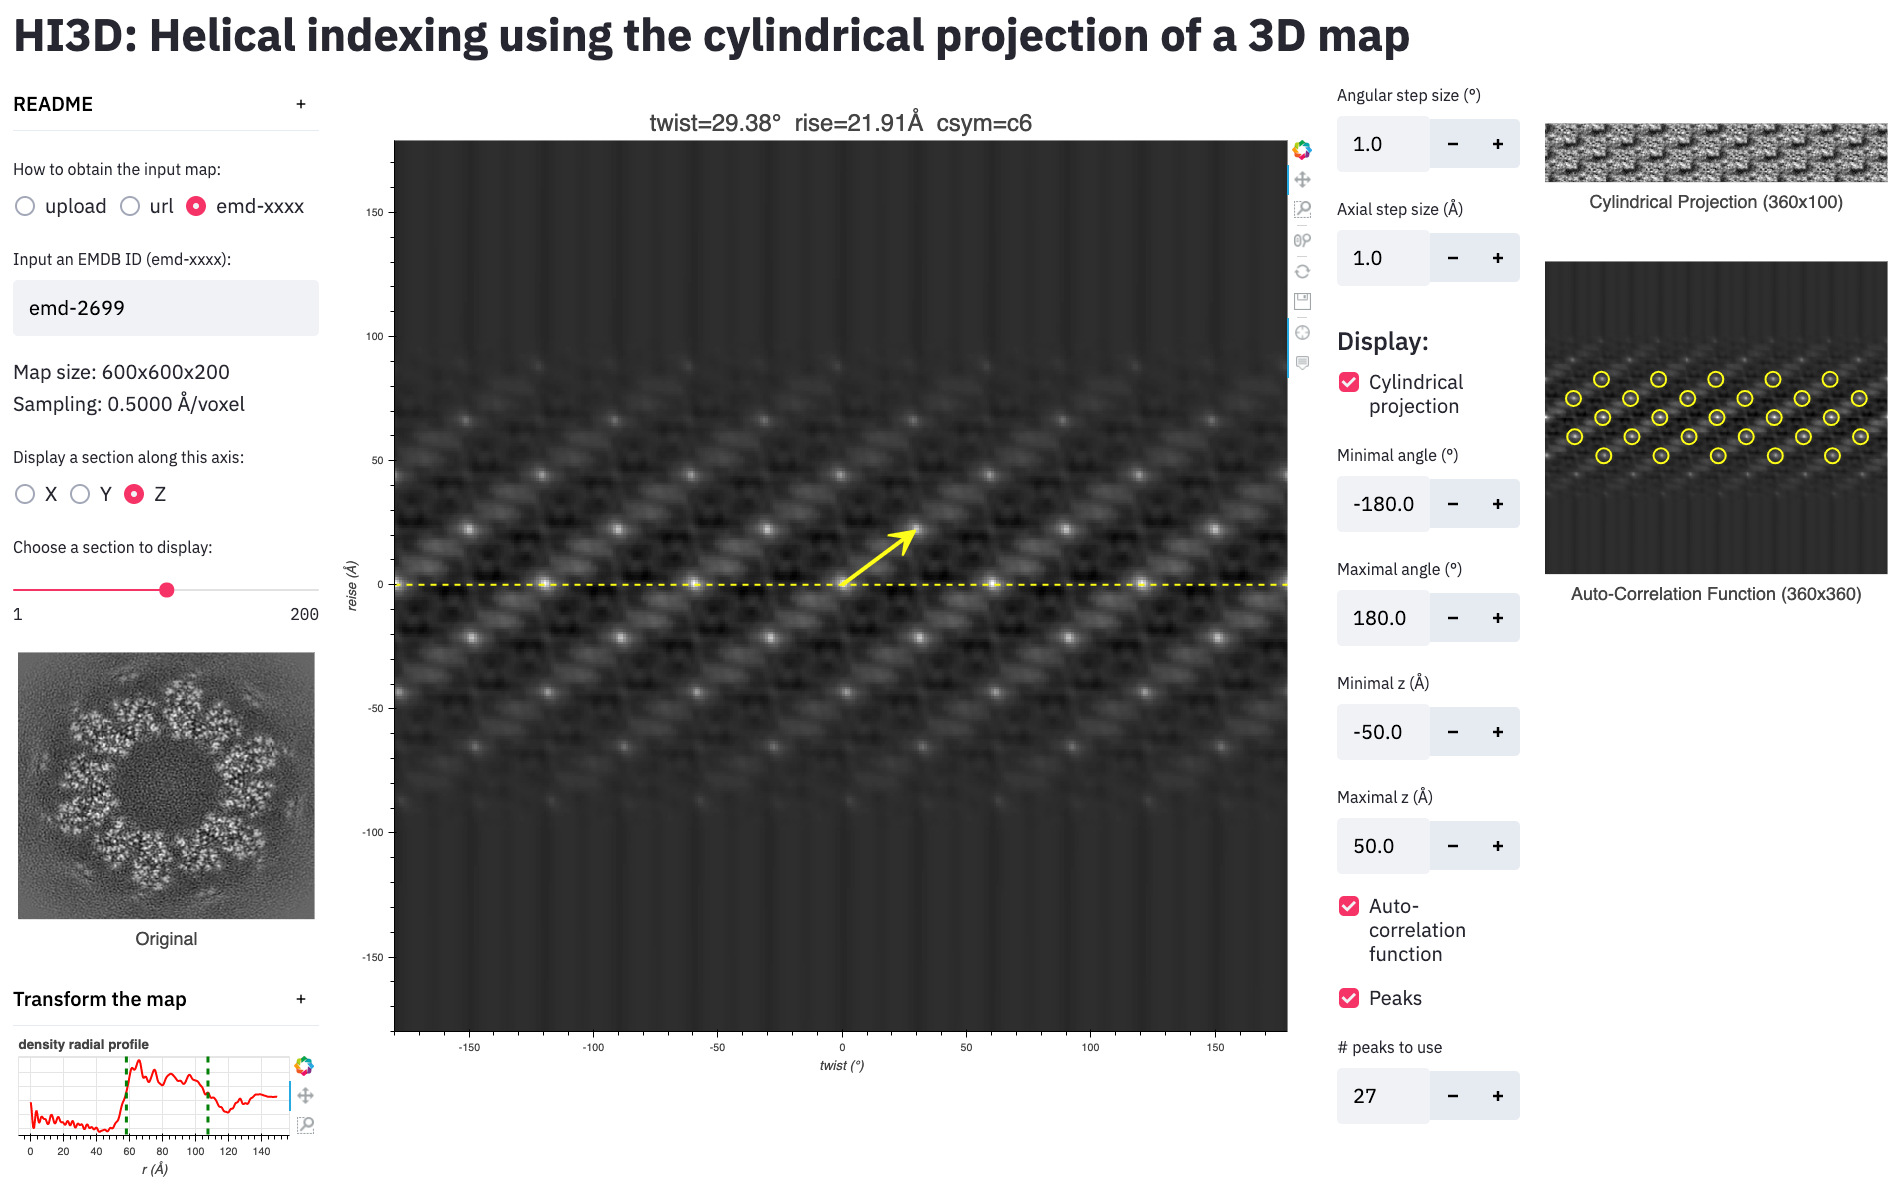 HI3D: Helical indexing using the cylindrical projection of a 3D map
README
+
How to obtain the input map:
upload url emd-xxxx
Input an EMDB ID (emd-xxxx):
emd-2699
Map size: 600x600x200
Sampling: 0.5000 Å/voxel
Display a section along this axis:
X Y Z
Choose a section to display:
1 200
Original
Transform the map
+
density radial profile
0 20 40 60 80 100 120 140
r (Å)
twist=29.38° rise=21.91Å csym=c6
150
100
50
0
-50
-100
-150
reise (Å)
-150 -100 -50 0 50 100 150
twist (°)
Angular step size (°)
1.0 − +
Axial step size (Å)
1.0 − +
Display:
Cylindrical
projection
Minimal angle (°)
-180.0 − +
Maximal angle (°)
180.0 − +
Minimal z (Å)
-50.0 − +
Maximal z (Å)
50.0 − +
Auto-
correlation
function
Peaks
# peaks to use
27 − +
Cylindrical Projection (360x100)
Auto-Correlation Function (360x360)